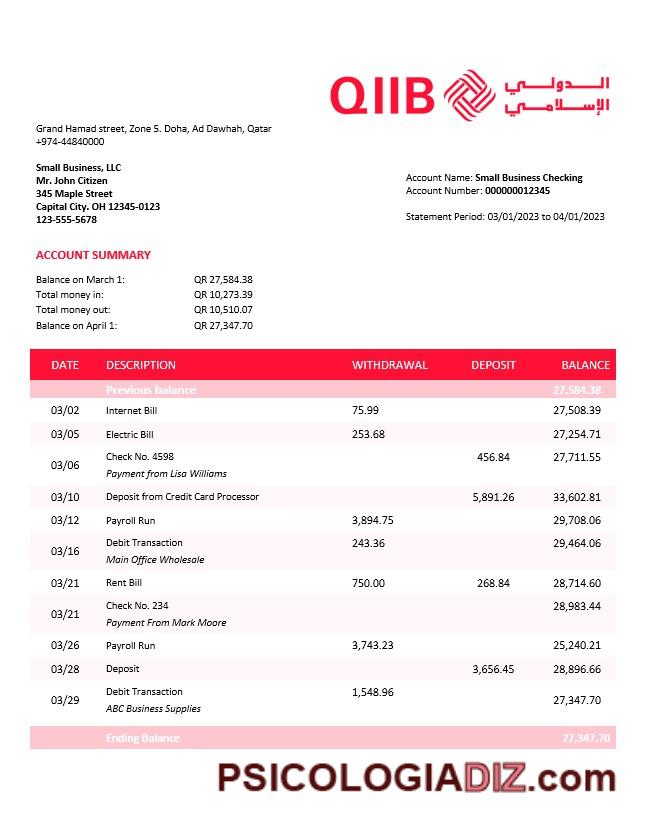 QIIB
الـدولـي
الإسلامي
Grand Hamad street, Zone 5. Doha, Ad Dawhah, Qatar
+974-44840000
Small Business, LLC
Mr. John Citizen
345 Maple Street
Capital City. OH 12345-0123
123-555-5678
Account Name: Small Business Checking
Account Number: 000000012345
Statement Period: 03/01/2023 to 04/01/2023
ACCOUNT SUMMARY
Balance on March 1: QR 27,584.38
Total money in: QR 10,273.39
Total money out: QR 10,510.07
Balance on April 1: QR 27,347.70
DATE DESCRIPTION WITHDRAWAL DEPOSIT BALANCE
Previous balance 27,584.38
03/02 Internet Bill 75.99 27,508.39
03/05 Electric Bill 253.68 27,254.71
03/06 Check No. 4598 456.84 27,711.55
Payment from Lisa Williams
03/10 Deposit from Credit Card Processor 5,891.26 33,602.81
03/12 Payroll Run 3,894.75 29,708.06
03/16 Debit Transaction 243.36 29,464.06
Main Office Wholesale
03/21 Rent Bill 750.00 268.84 28,714.60
03/21 Check No. 234 28,983.44
Payment From Mark Moore
03/26 Payroll Run 3,743.23 25,240.21
03/28 Deposit 3,656.45 28,896.66
03/29 Debit Transaction 1,548.96 27,347.70
ABC Business Supplies
Ending Balance 27,347.70
PSICOLOGIADIZ.com